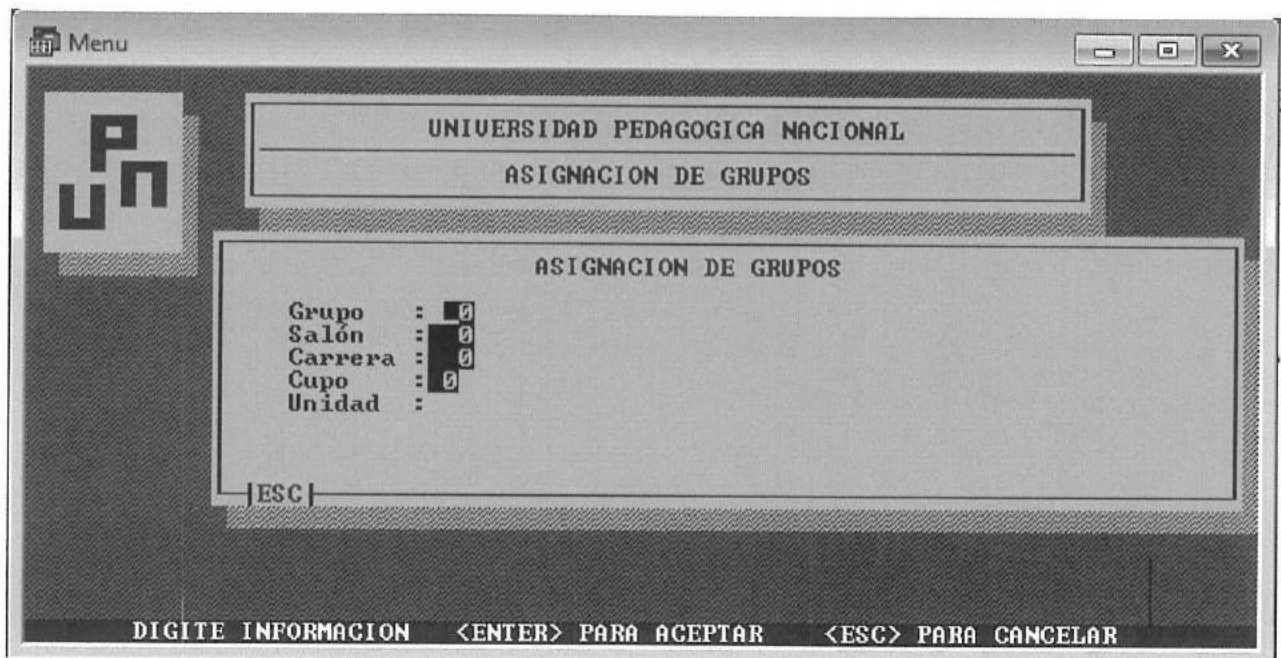 Menu
UPN
UNIVERSIDAD PEDAGOGICA NACIONAL
ASIGNACION DE GRUPOS
ASIGNACION DE GRUPOS
Grupo : 0
Salón : 0
Carrera : 0
Cupo : 0
Unidad :
ESC
DIGITE INFORMACION <ENTER> PARA ACEPTAR <ESC> PARA CANCELAR